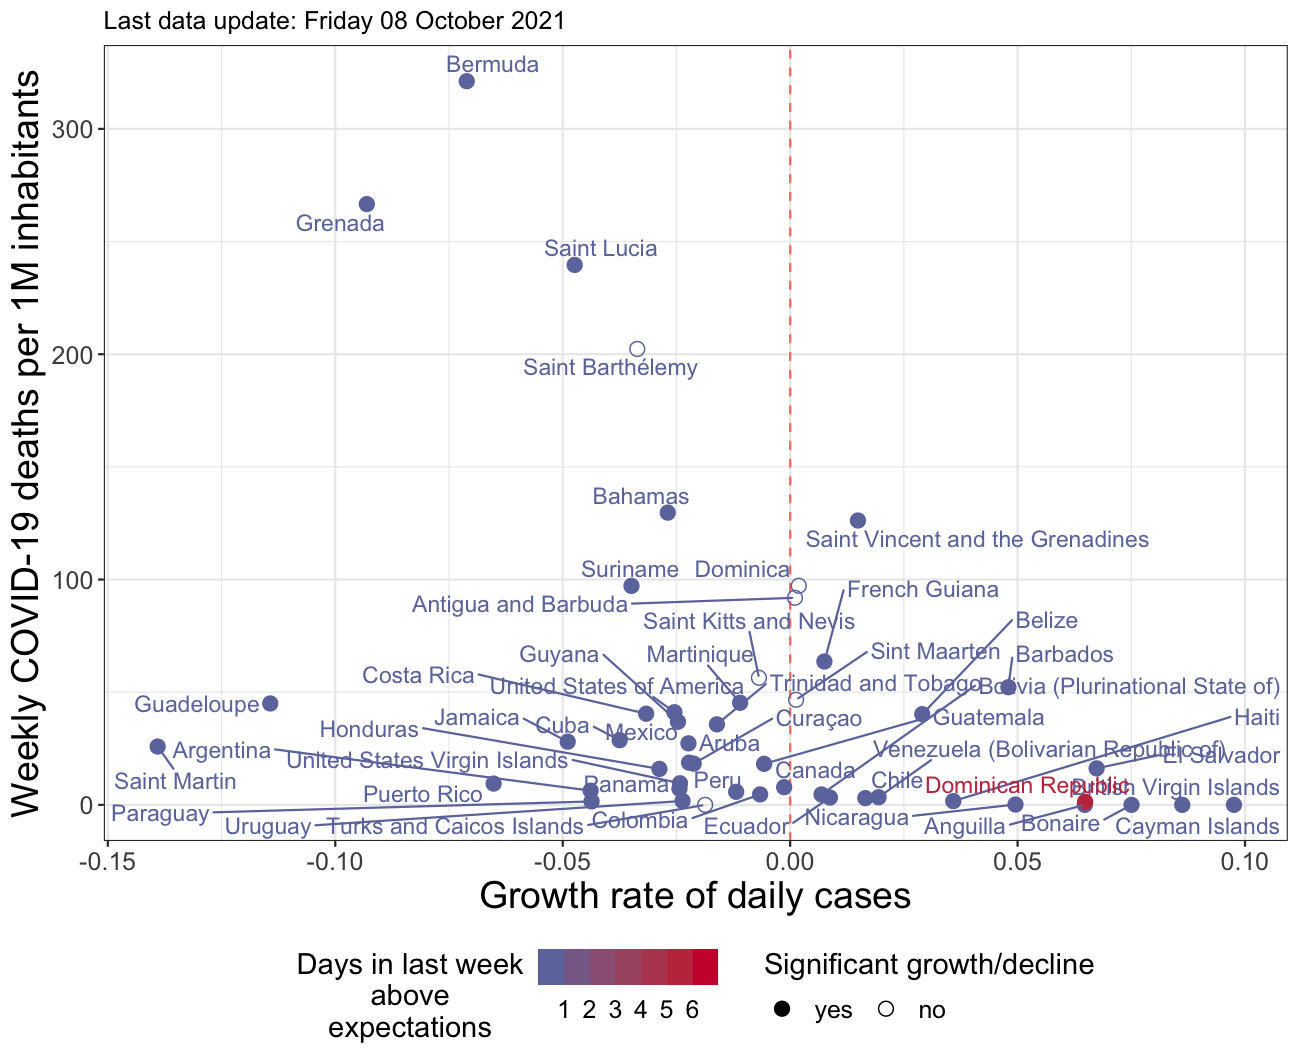 Last data update: Friday 08 October 2021
Weekly COVID-19 deaths per 1M inhabitants
300
200
100
0
Bermuda
Grenada
Saint Lucia
Saint Barthélemy
Bahamas
Saint Vincent and the Grenadines
Suriname
Dominica
French Guiana
Antigua and Barbuda
Saint Kitts and Nevis
Belize
Guyana
Martinique
Sint Maarten
Barbados
Costa Rica
United States of America
Trinidad and Tobago
Bolivia (Plurinational State of)
Guadeloupe
Jamaica
Cuba
Mexico
Curaçao
Guatemala
Haiti
Honduras
Argentina
Aruba
Venezuela (Bolivarian Republic of)
El Salvador
United States Virgin Islands
Saint Martin
Panama
Peru
Canada
Chile
Dominican Republic
British Virgin Islands
Puerto Rico
Paraguay
Uruguay
Turks and Caicos Islands
Colombia
Ecuador
Nicaragua
Anguilla
Bonaire
Cayman Islands
-0.15
-0.10
-0.05
0.00
0.05
0.10
Growth rate of daily cases
Days in last week
above
expectations
1 2 3 4 5 6
Significant growth/decline
yes
no